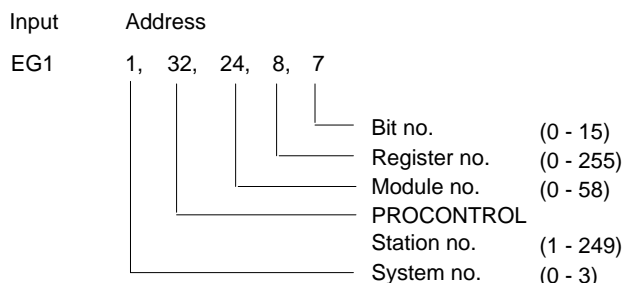 Input Address
EG1 1, 32, 24, 8, 7
Bit no. (0 - 15)
Register no. (0 - 255)
Module no. (0 - 58)
PROCONTROL
Station no. (1 - 249)
System no. (0 - 3)